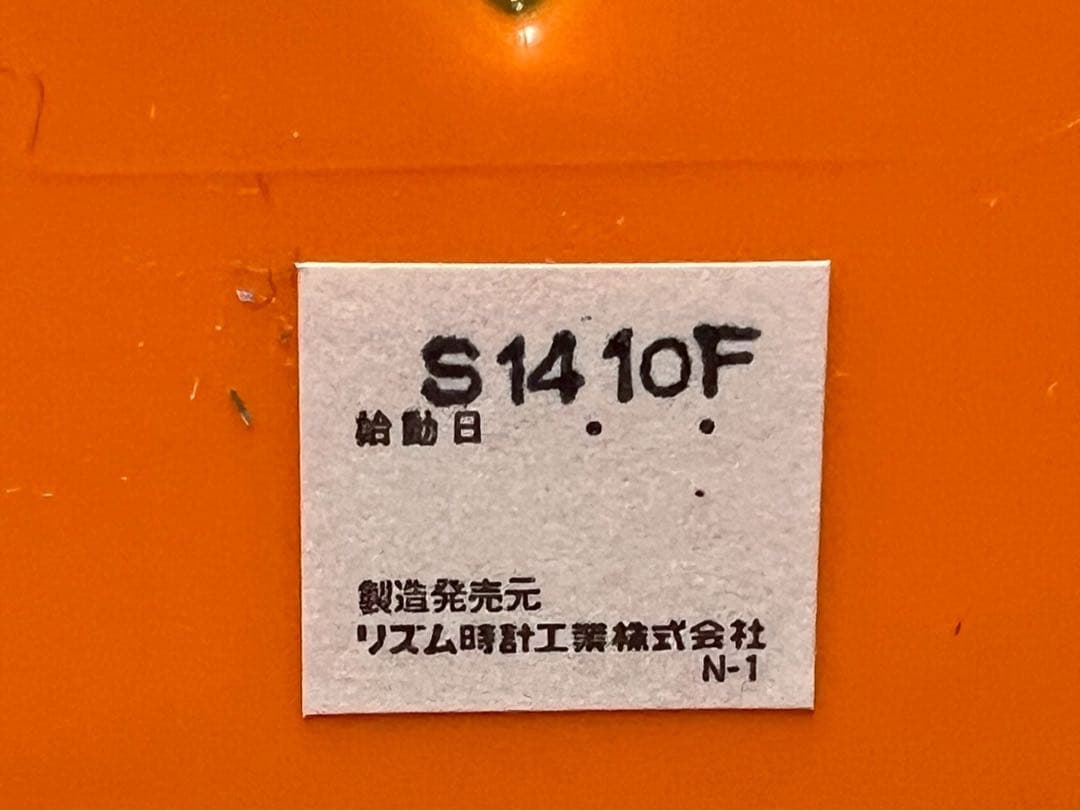 S14 10F
始動日 ・ ・
製造発売元
リズム時計工業株式会社
N-1